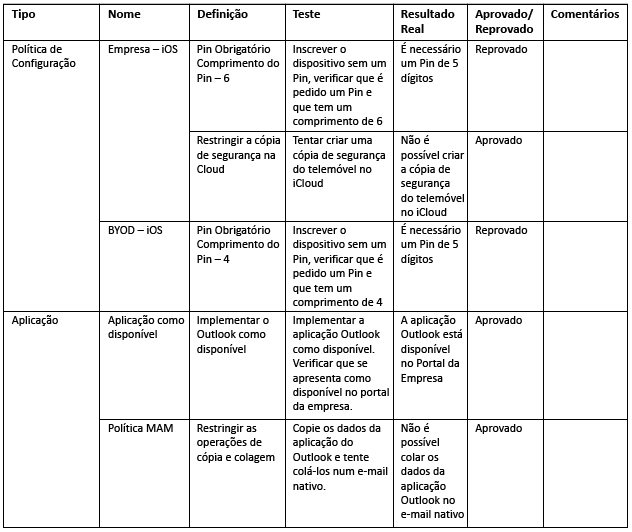 Tipo
Nome
Definição
Teste
Resultado
Real
Aprovado/
Reprovado
Comentários
Política de
Configuração
Empresa – iOS
Pin Obrigatório
Comprimento do
Pin – 6
Inscrever o
dispositivo sem um
Pin, verificar que é
pedido um Pin e
que tem um
comprimento de 6
É necessário
um Pin de 5
dígitos
Reprovado
Restringir a cópia
de segurança na
Cloud
Tentar criar uma
cópia de segurança
do telemóvel no
iCloud
Não é
possível criar
a cópia de
segurança
do telemóvel
no iCloud
Aprovado
BYOD – iOS
Pin Obrigatório
Comprimento do
Pin – 4
Inscrever o
dispositivo sem um
Pin, verificar que é
pedido um Pin e
que tem um
comprimento de 4
É necessário
um Pin de 5
dígitos
Reprovado
Aplicação
Aplicação como
disponível
Implementar o
Outlook como
disponível
Implementar a
aplicação Outlook
como disponível.
Verificar que se
apresenta como
disponível no portal
da empresa.
A aplicação
Outlook está
disponível
no Portal da
Empresa
Aprovado
Política MAM
Restringir as
operações de
cópia e colagem
Copie os dados da
aplicação do
Outlook e tente
colá-los num e-mail
nativo.
Não é
possível
colar os
dados da
aplicação
Outlook no
e-mail nativo
Aprovado